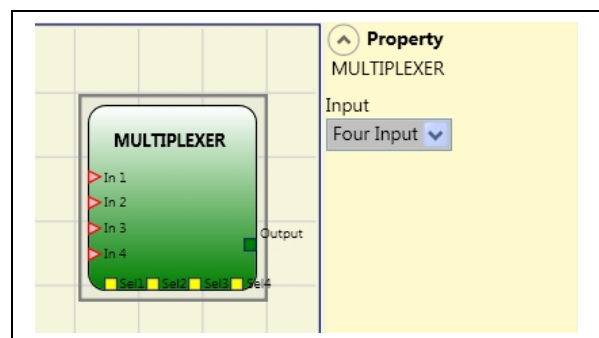 Property
MULTIPLEXER
Input
Four Input
MULTIPLEXER
In 1
In 2
In 3
In 4
Output
Sel1 Sel2 Sel3 Sel4